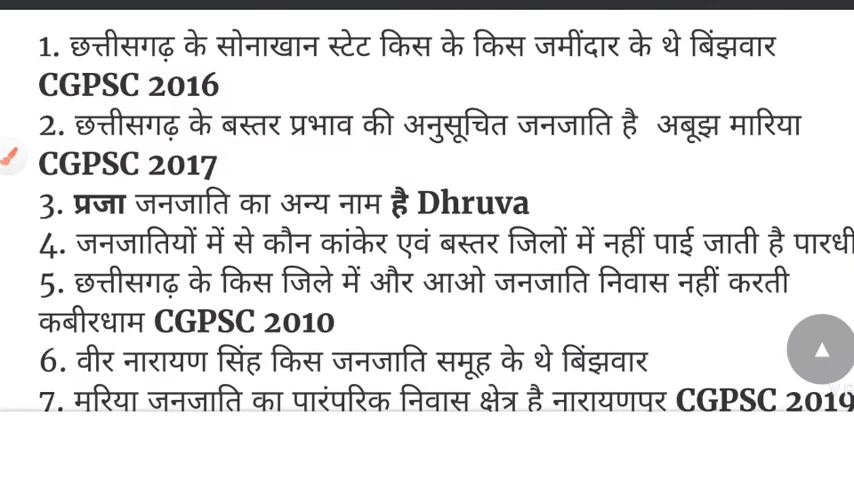 1. छत्तीसगढ़ के सोनाखान स्टेट किस के किस जमींदार के थे बिंझवार
CGPSC 2016
2. छत्तीसगढ़ के बस्तर प्रभाव की अनुसूचित जनजाति है अबूझ मारिया
CGPSC 2017
3. प्रजा जनजाति का अन्य नाम है Dhruva
4. जनजातियों में से कौन कांकेर एवं बस्तर जिलों में नहीं पाई जाती है पारधी
5. छत्तीसगढ़ के किस जिले में और आओ जनजाति निवास नहीं करती
कबीरधाम CGPSC 2010
6. वीर नारायण सिंह किस जनजाति समूह के थे बिंझवार
7. मुरिया जनजाति का पारंपरिक निवास क्षेत्र है नारायणपुर CGPSC 2019